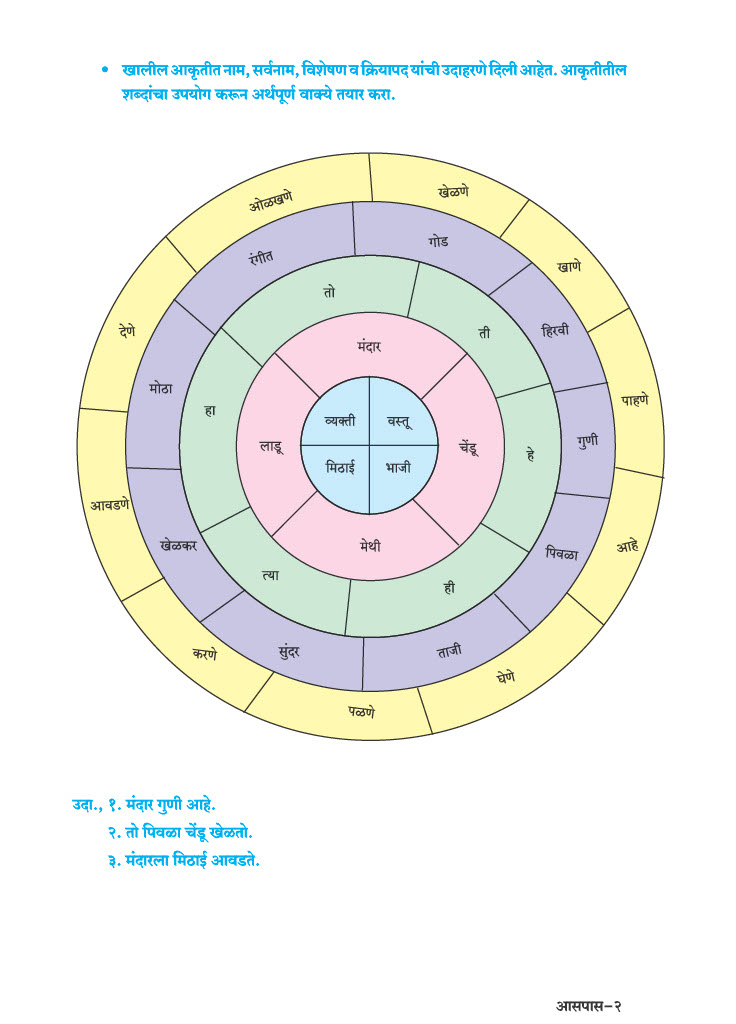 • खालील आकृतीत नाम, सर्वनाम, विशेषण व क्रियापद यांची उदाहरणे दिली आहेत. आकृतीतील
शब्दांचा उपयोग करून अर्थपूर्ण वाक्ये तयार करा.
ओळखणे
खेळणे
खाणे
पाहणे
आहे
घेणे
पळणे
करणे
आवडणे
देणे
रंगीत
गोड
हिरवी
गुणी
पिवळा
ताजी
सुंदर
खेळकर
मोठा
तो
ती
हे
ही
त्या
हा
मंदार
चेंडू
मेथी
लाडू
व्यक्ती
वस्तू
मिठाई
भाजी
उदा., १. मंदार गुणी आहे.
२. तो पिवळा चेंडू खेळतो.
३. मंदारला मिठाई आवडते.
आसपास–२